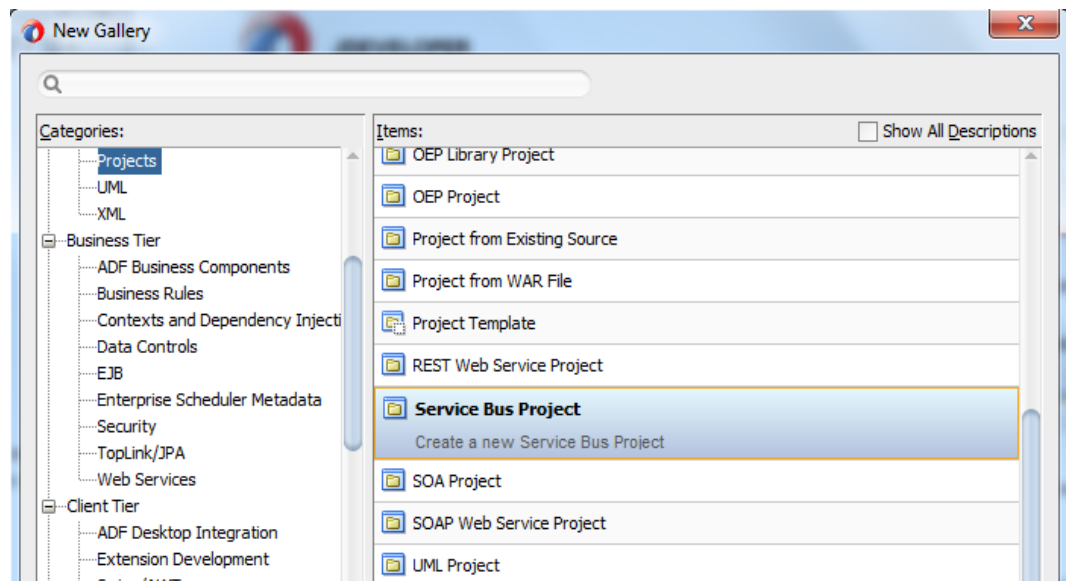 New Gallery
Categories:
Projects
UML
XML
Business Tier
ADF Business Components
Business Rules
Contexts and Dependency Injecti
Data Controls
EJB
Enterprise Scheduler Metadata
Security
TopLink/JPA
Web Services
Client Tier
ADF Desktop Integration
Extension Development
Items:
Show All Descriptions
OEP Library Project
OEP Project
Project from Existing Source
Project from WAR File
Project Template
REST Web Service Project
Service Bus Project
Create a new Service Bus Project
SOA Project
SOAP Web Service Project
UML Project